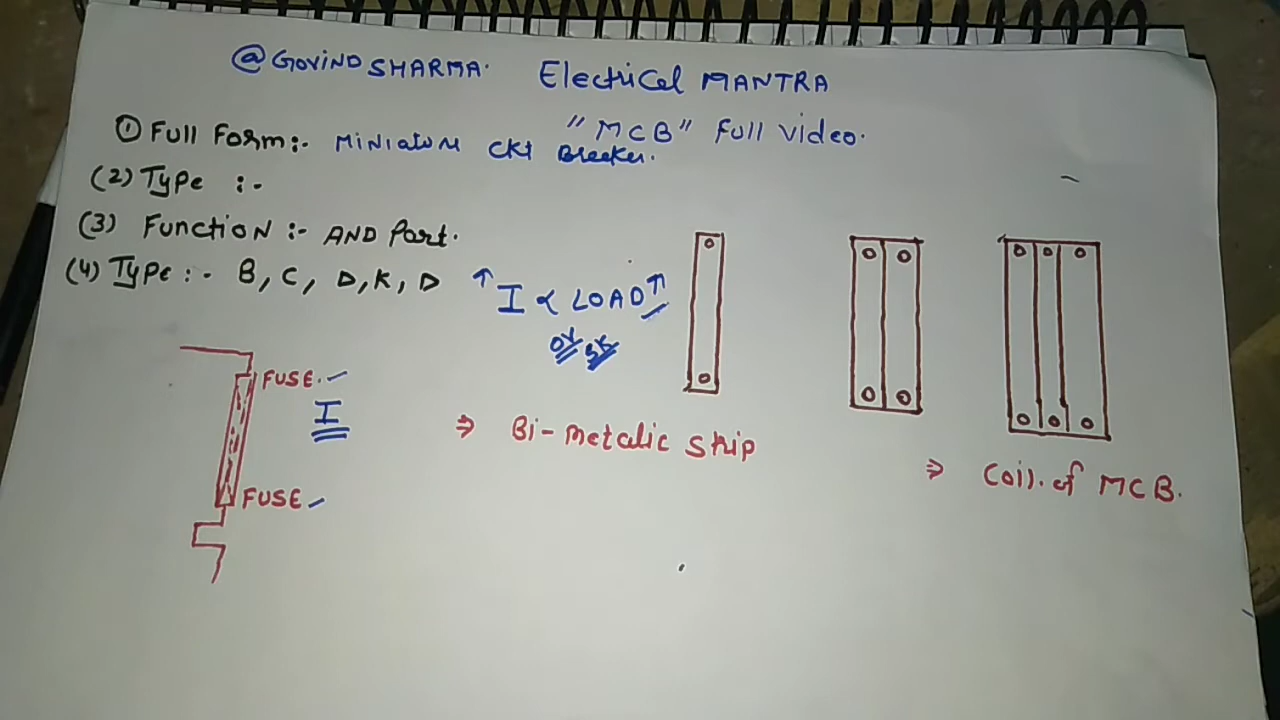 @GOVIND SHARMA. Electrical MANTRA
"MCB" Full Video.
① Full Form:- Miniature Ckt Breaker.
(2) Type :-
(3) Function :- AND Part.
(4) Type :- B, C, D, K, D
↑ I ∝ LOAD ↑
FUSE.
I
FUSE
⇒ Bi-metalic strip
⇒ Coil. of MCB.